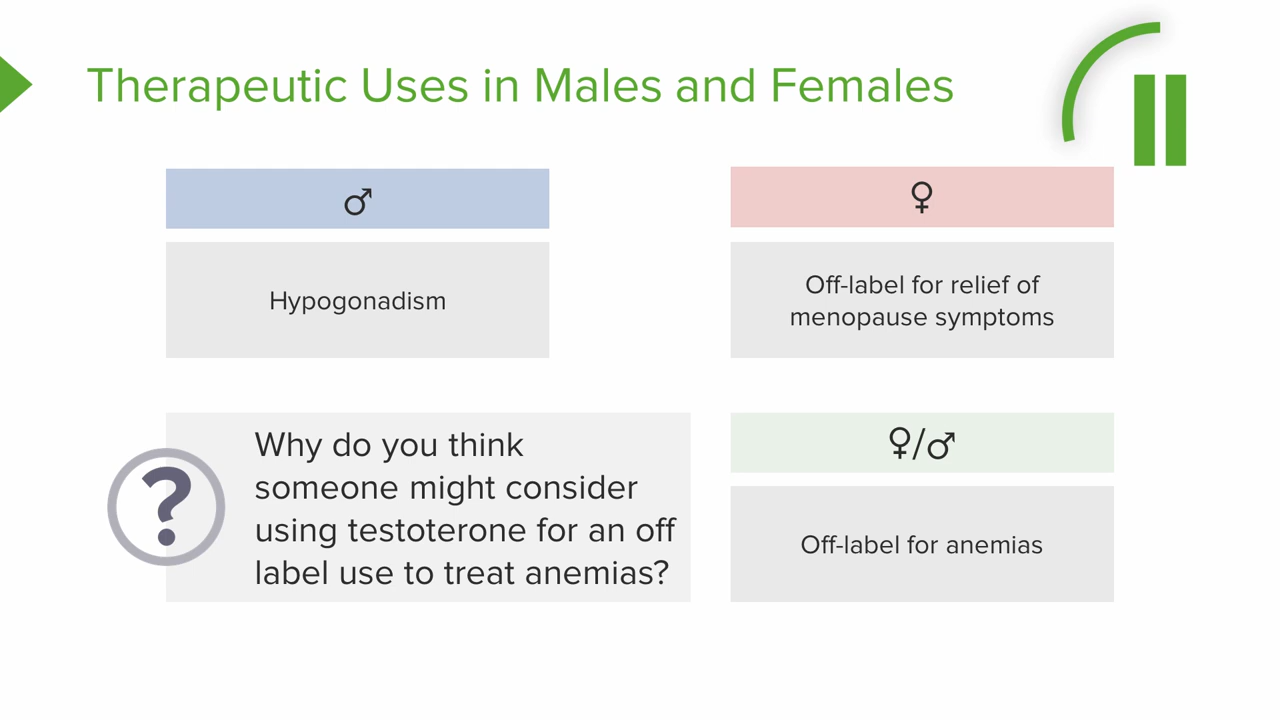 Therapeutic Uses in Males and Females
♂
Hypogonadism
♀
Off-label for relief of
menopause symptoms
Why do you think
someone might consider
using testoterone for an off
label use to treat anemias?
♀/♂
Off-label for anemias
?